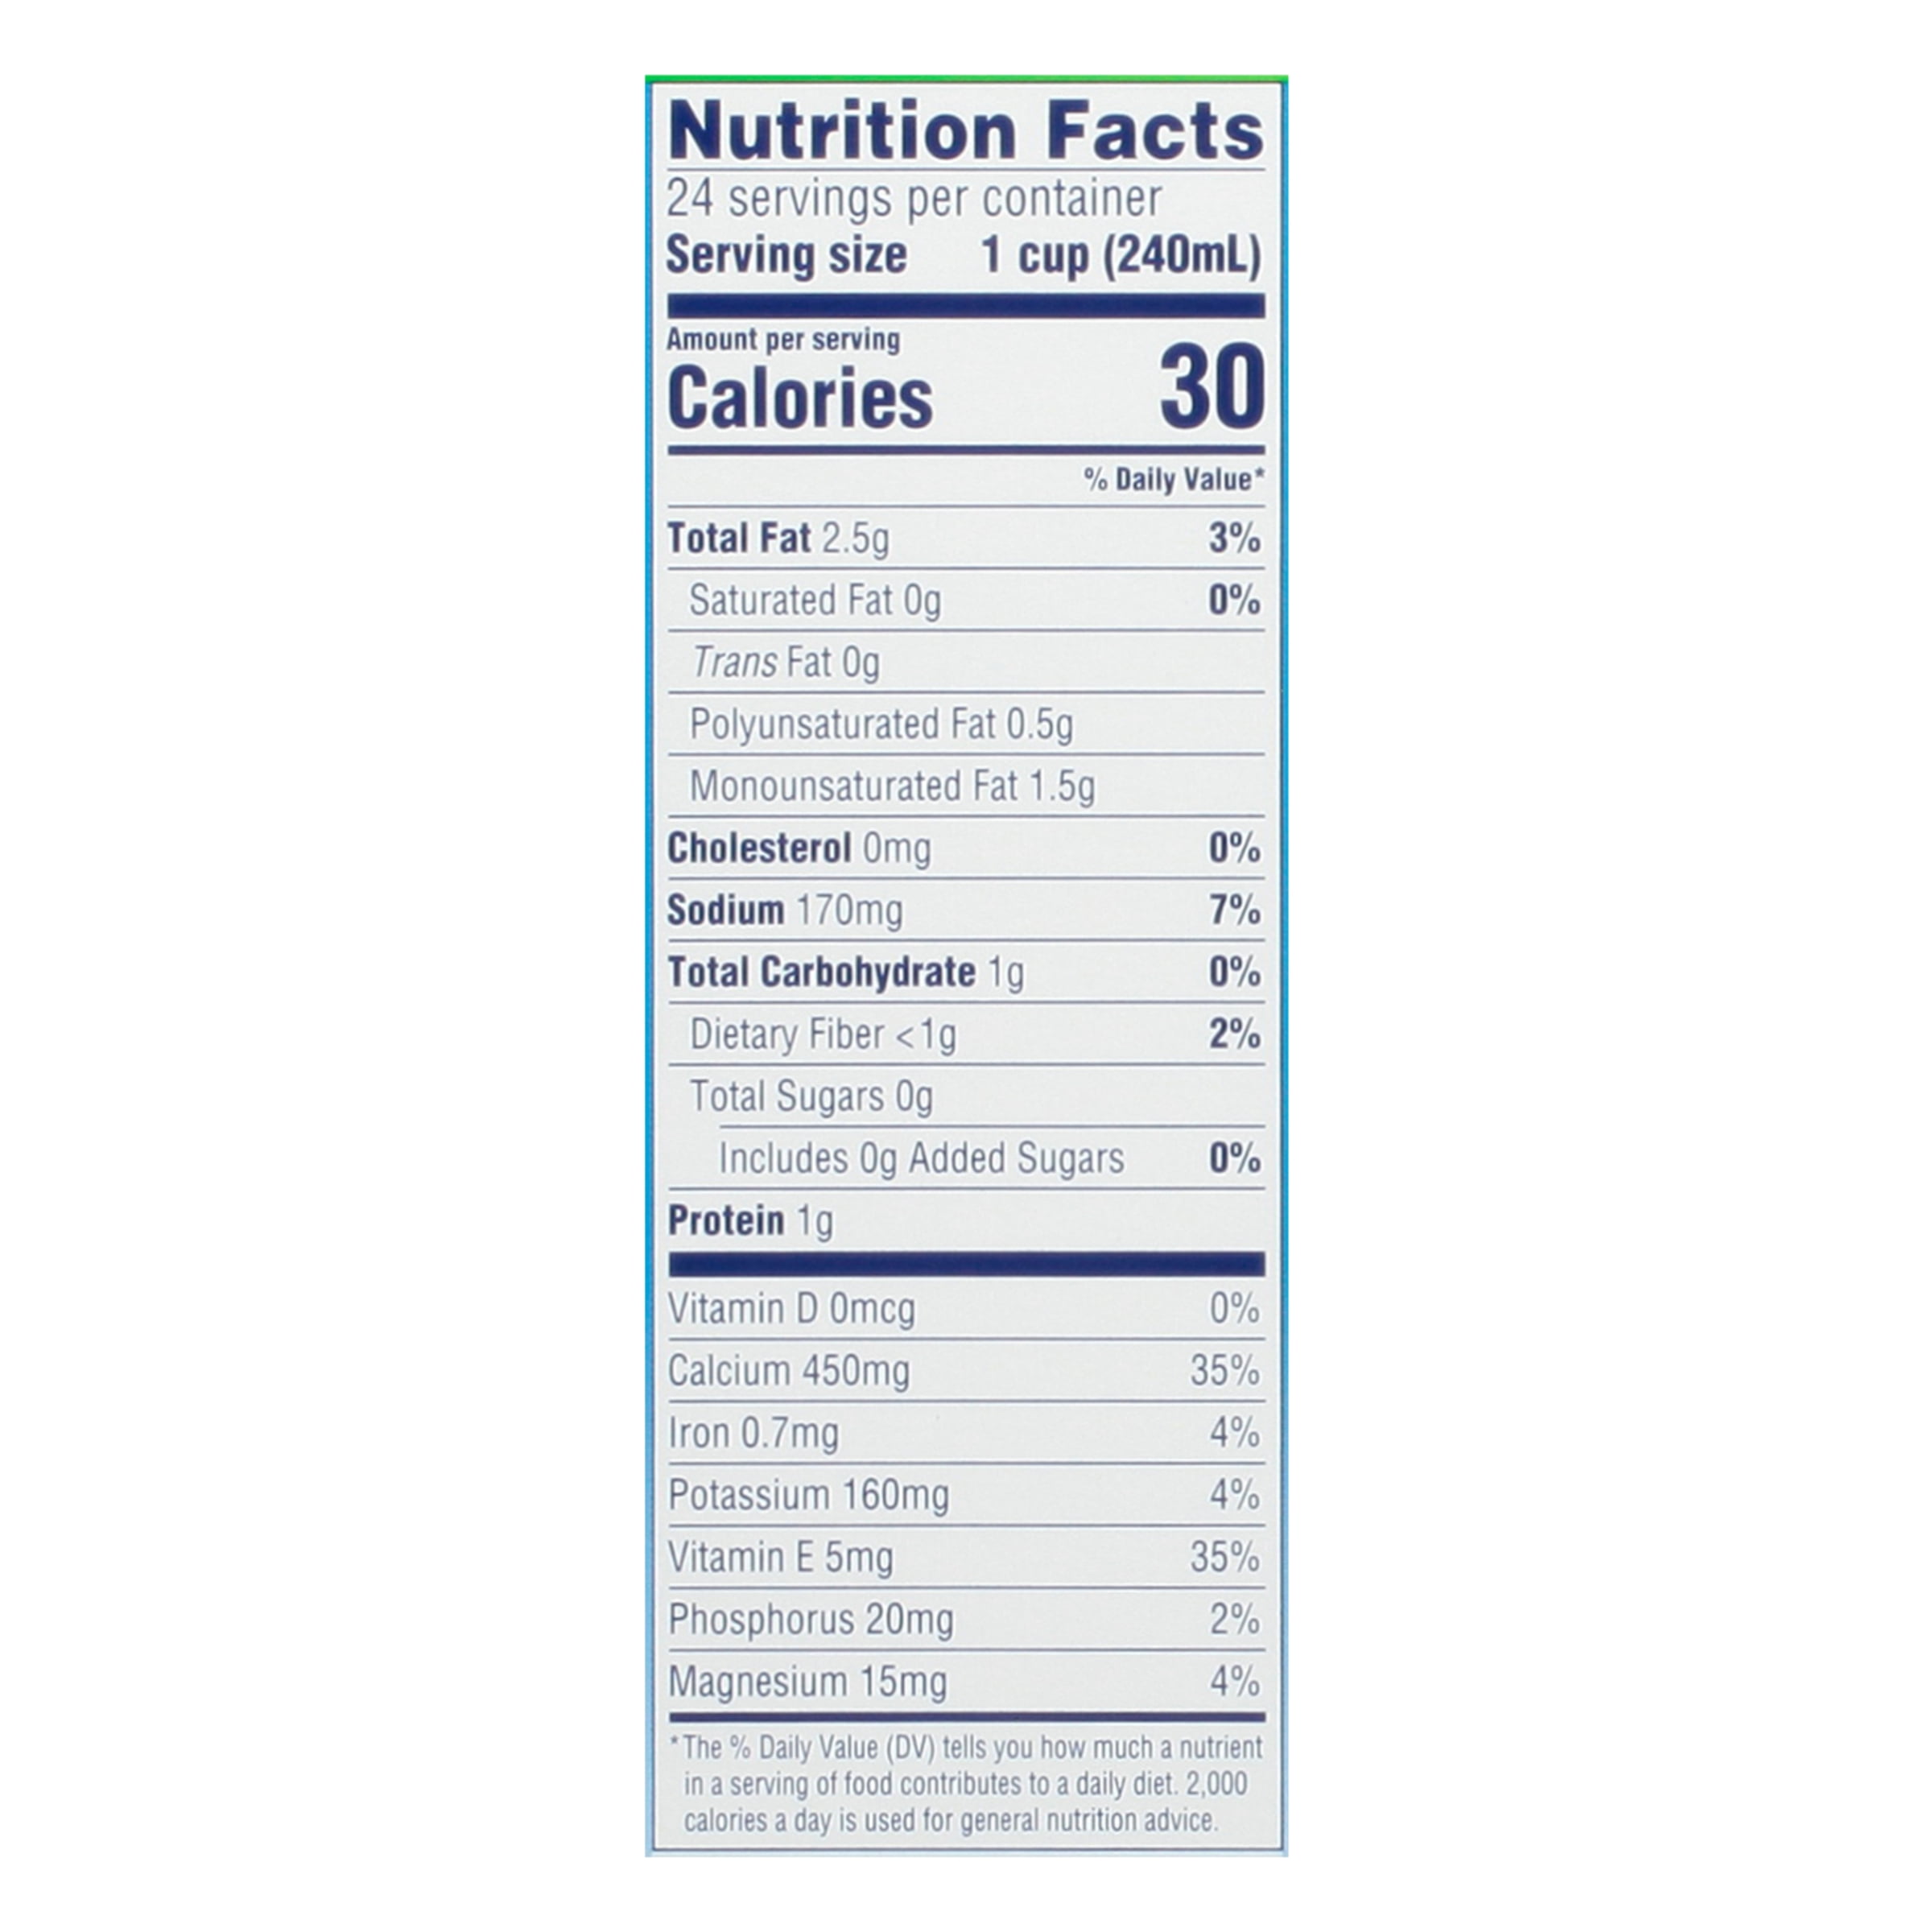 Nutrition Facts
24 servings per container
Serving size 1 cup (240mL)
Amount per serving
Calories 30
% Daily Value*
Total Fat 2.5g 3%
Saturated Fat 0g 0%
Trans Fat 0g
Polyunsaturated Fat 0.5g
Monounsaturated Fat 1.5g
Cholesterol 0mg 0%
Sodium 170mg 7%
Total Carbohydrate 1g 0%
Dietary Fiber <1g 2%
Total Sugars 0g
Includes 0g Added Sugars 0%
Protein 1g
Vitamin D 0mcg 0%
Calcium 450mg 35%
Iron 0.7mg 4%
Potassium 160mg 4%
Vitamin E 5mg 35%
Phosphorus 20mg 2%
Magnesium 15mg 4%
*The % Daily Value (DV) tells you how much a nutrient
in a serving of food contributes to a daily diet. 2,000
calories a day is used for general nutrition advice.